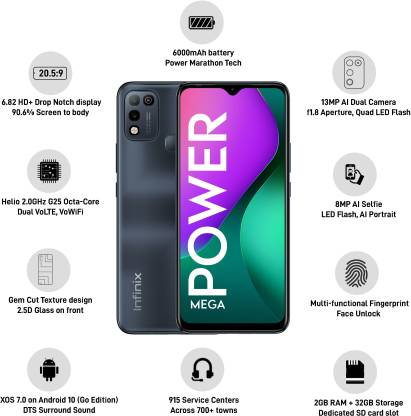 6000mAh battery
Power Marathon Tech
20.5:9
6.82 HD+ Drop Notch display
90.6% Screen to body
13MP AI Dual Camera
f1.8 Aperture, Quad LED Flash
Helio 2.0GHz G25 Octa-Core
Dual VoLTE, VoWiFi
8MP AI Selfie
LED Flash, AI Portrait
Infinix
MEGA
POWER
Gem Cut Texture design
2.5D Glass on front
Multi-functional Fingerprint
Face Unlock
XOS 7.0 on Android 10 (Go Edition)
DTS Surround Sound
915 Service Centers
Across 700+ towns
2GB RAM + 32GB Storage
Dedicated SD card slot